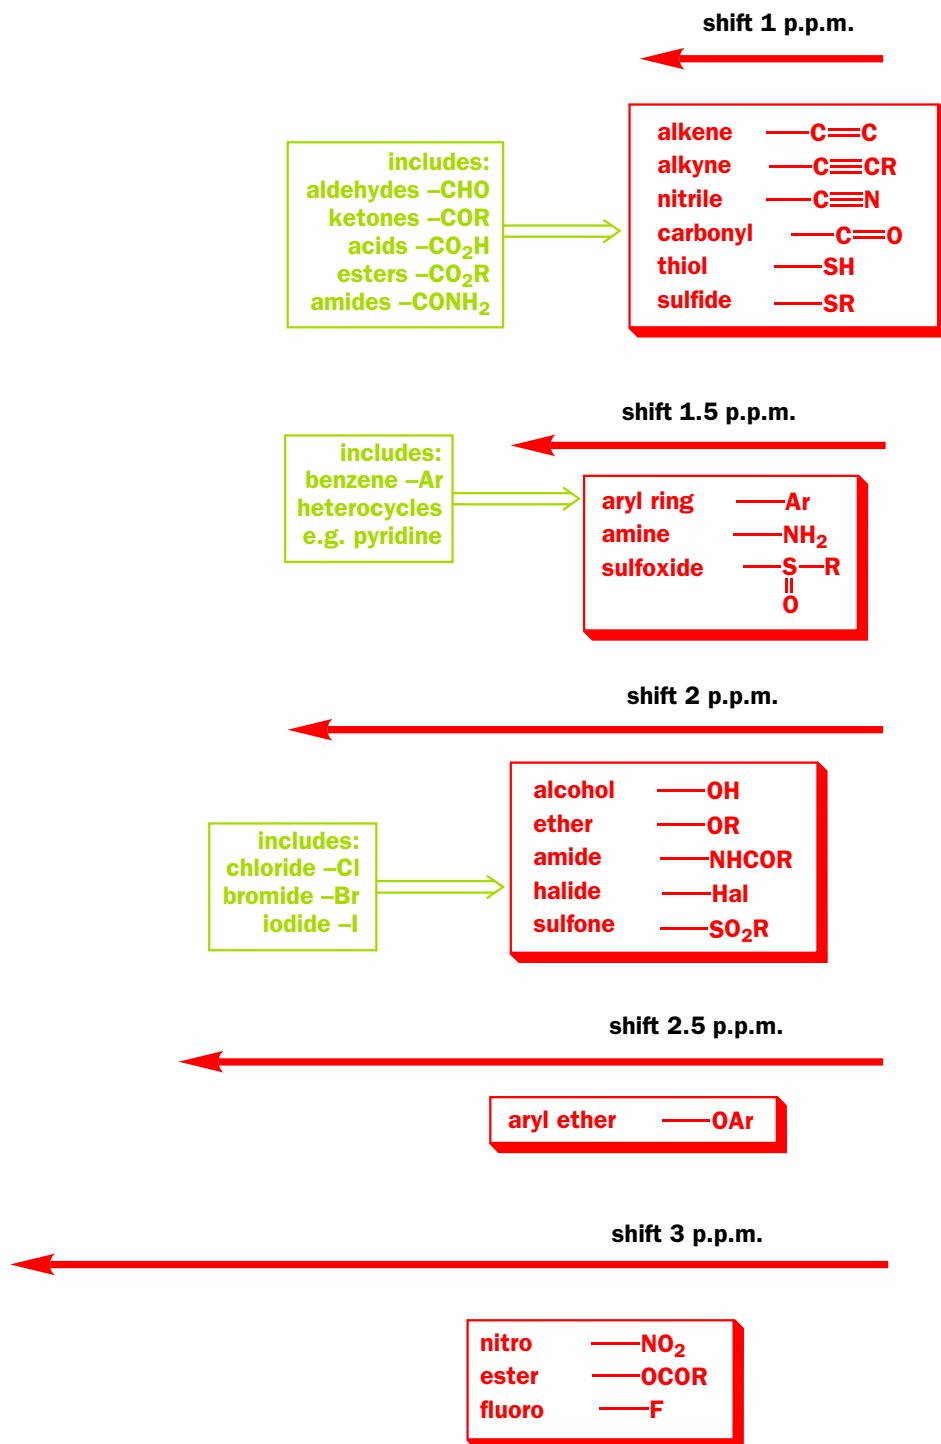 shift 1 p.p.m.
includes:
aldehydes –CHO
ketones –COR
acids –CO2H
esters –CO2R
amides –CONH2
alkene C C
alkyne C CR
nitrile C N
carbonyl C O
thiol SH
sulfide SR
shift 1.5 p.p.m.
includes:
benzene –Ar
heterocycles
e.g. pyridine
aryl ring Ar
amine NH2
sulfoxide S R
O
shift 2 p.p.m.
includes:
chloride –Cl
bromide –Br
iodide –I
alcohol OH
ether OR
amide NHCOR
halide Hal
sulfone SO2R
shift 2.5 p.p.m.
aryl ether OAr
shift 3 p.p.m.
nitro NO2
ester OCOR
fluoro F